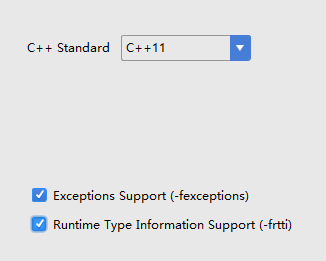 C++ Standard C++11
Exceptions Support (-fexceptions)
Runtime Type Information Support (-frtti)